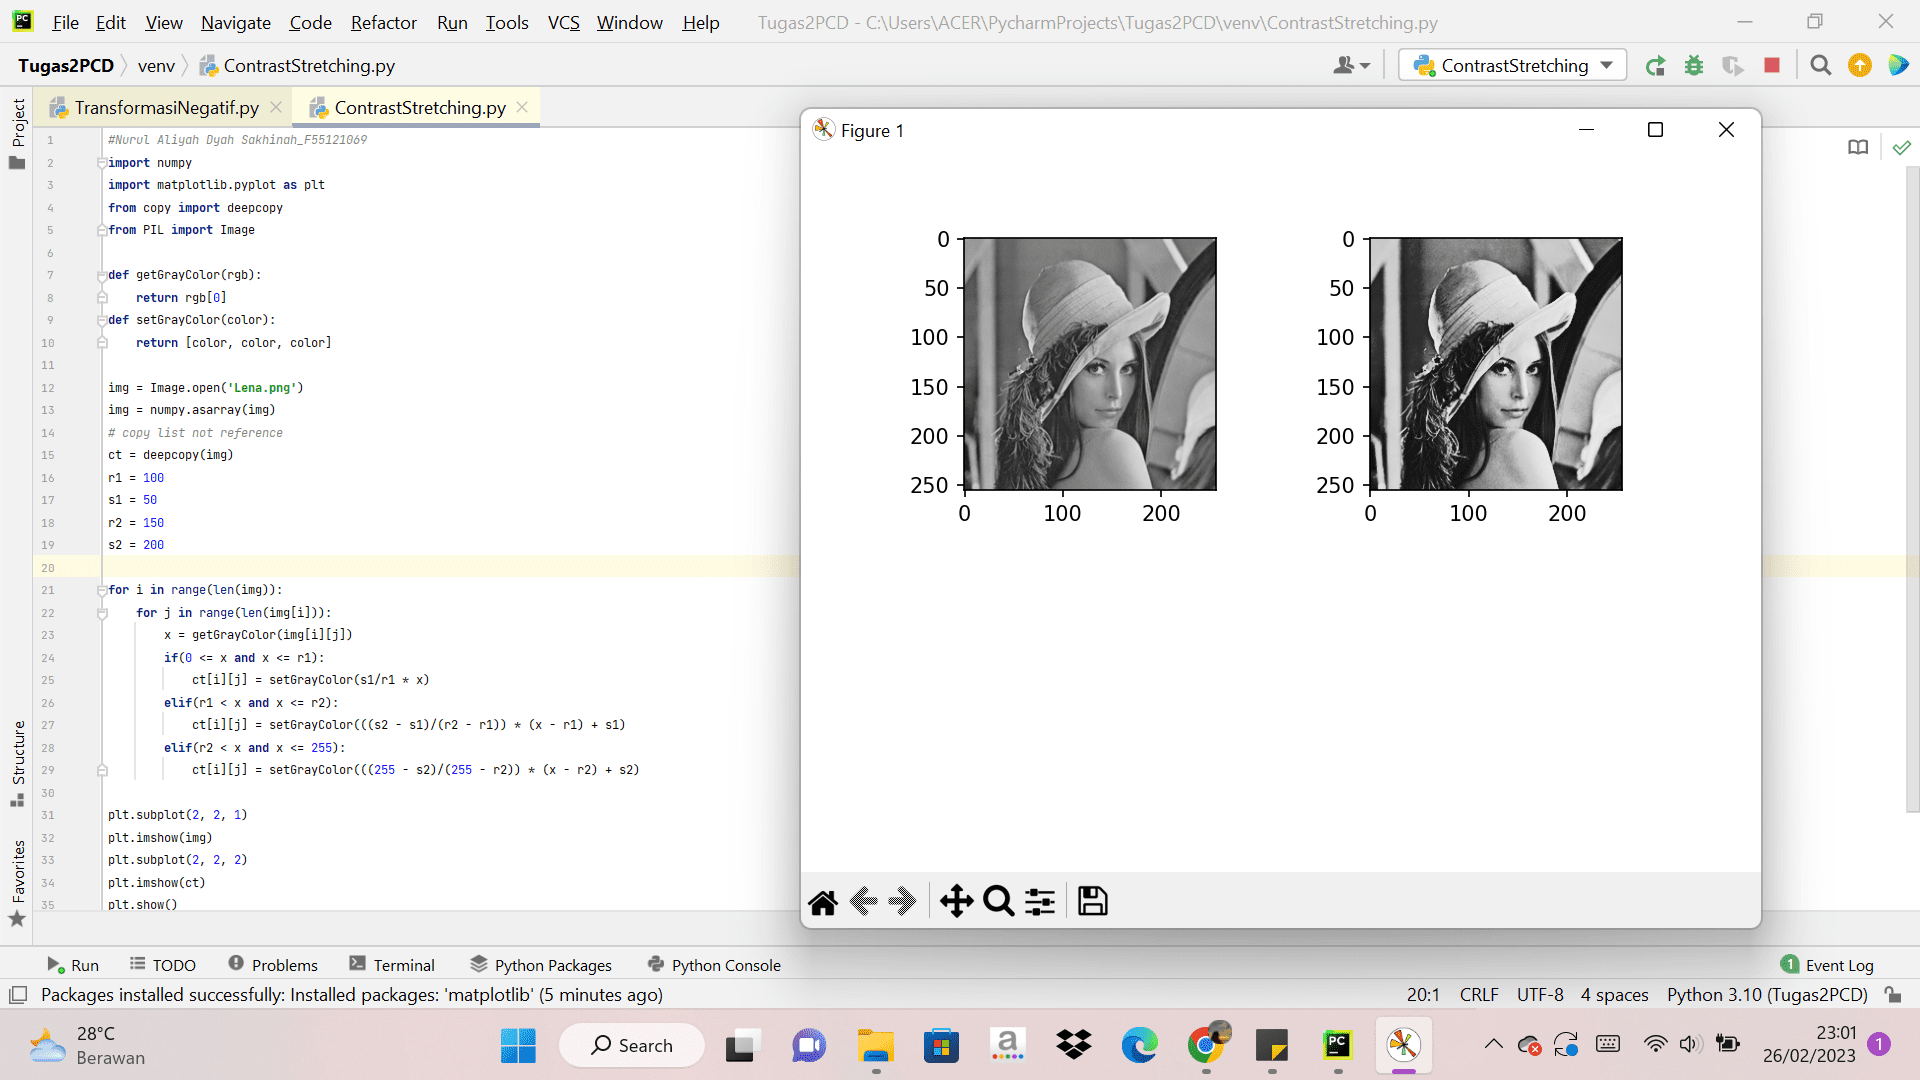 File Edit View Navigate Code Refactor Run Tools VCS Window Help Tugas2PCD - C:\Users\ACER\PycharmProjects\Tugas2PCD\venv\ContrastStretching.py
Tugas2PCD venv ContrastStretching.py ContrastStretching
Project
TransformasiNegatif.py ContrastStretching.py
1 #Nurul Aliyah Dyah Sakhinah_F55121069
2 import numpy
3 import matplotlib.pyplot as plt
4 from copy import deepcopy
5 from PIL import Image
6
7 def getGrayColor(rgb):
8 return rgb[0]
9 def setGrayColor(color):
10 return [color, color, color]
11
12 img = Image.open('Lena.png')
13 img = numpy.asarray(img)
14 # copy list not reference
15 ct = deepcopy(img)
16 r1 = 100
17 s1 = 50
18 r2 = 150
19 s2 = 200
20
21 for i in range(len(img)):
22 for j in range(len(img[i])):
23 x = getGrayColor(img[i][j])
24 if(0 <= x and x <= r1):
25 ct[i][j] = setGrayColor(s1/r1 * x)
26 elif(r1 < x and x <= r2):
27 ct[i][j] = setGrayColor(((s2 - s1)/(r2 - r1)) * (x - r1) + s1)
28 elif(r2 < x and x <= 255):
29 ct[i][j] = setGrayColor(((255 - s2)/(255 - r2)) * (x - r2) + s2)
30
31 plt.subplot(2, 2, 1)
32 plt.imshow(img)
33 plt.subplot(2, 2, 2)
34 plt.imshow(ct)
35 plt.show()
Structure
Favorites
Figure 1
0
50
100
150
200
250
0 100 200
0
50
100
150
200
250
0 100 200
Run TODO Problems Terminal Python Packages Python Console 1 Event Log
Packages installed successfully: Installed packages: 'matplotlib' (5 minutes ago) 20:1 CRLF UTF-8 4 spaces Python 3.10 (Tugas2PCD)
28°C
Berawan
Search
a
PC
23:01
26/02/2023
1